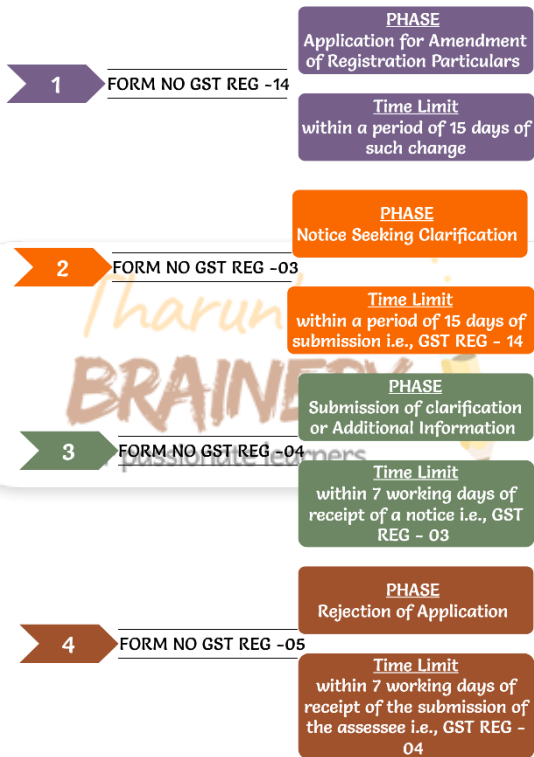 1
FORM NO GST REG -14
PHASE
Application for Amendment
of Registration Particulars
Time Limit
within a period of 15 days of
such change
2
FORM NO GST REG -03
PHASE
Notice Seeking Clarification
Time Limit
within a period of 15 days of
submission i.e., GST REG - 14
Tharun'
BRAINERY
passionate learners
3
FORM NO GST REG -04
PHASE
Submission of clarification
or Additional Information
Time Limit
within 7 working days of
receipt of a notice i.e., GST
REG - 03
4
FORM NO GST REG -05
PHASE
Rejection of Application
Time Limit
within 7 working days of
receipt of the submission of
the assessee i.e., GST REG -
04